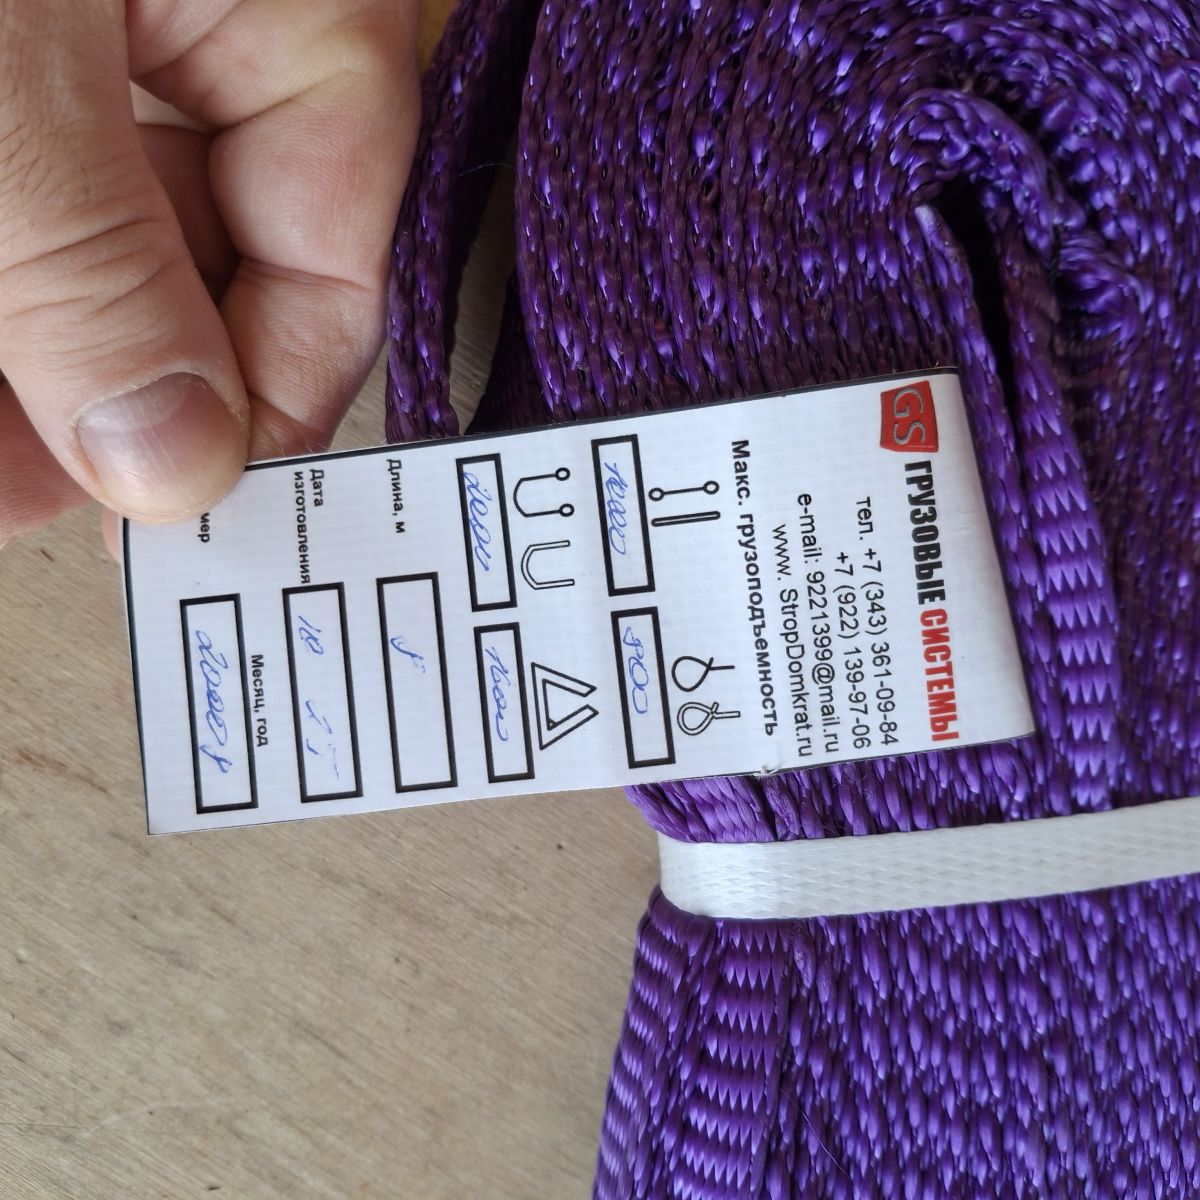 GS ГРУЗОВЫЕ СИСТЕМЫ
тел. +7 (343) 361-09-84
+7 (922) 139-97-06
e-mail: 9221399@mail.ru
www. StropDomkrat.ru
Макс. грузоподъемность
1000 800
2000
Длина, м
Дата
изготовления
Месяц, год
мер